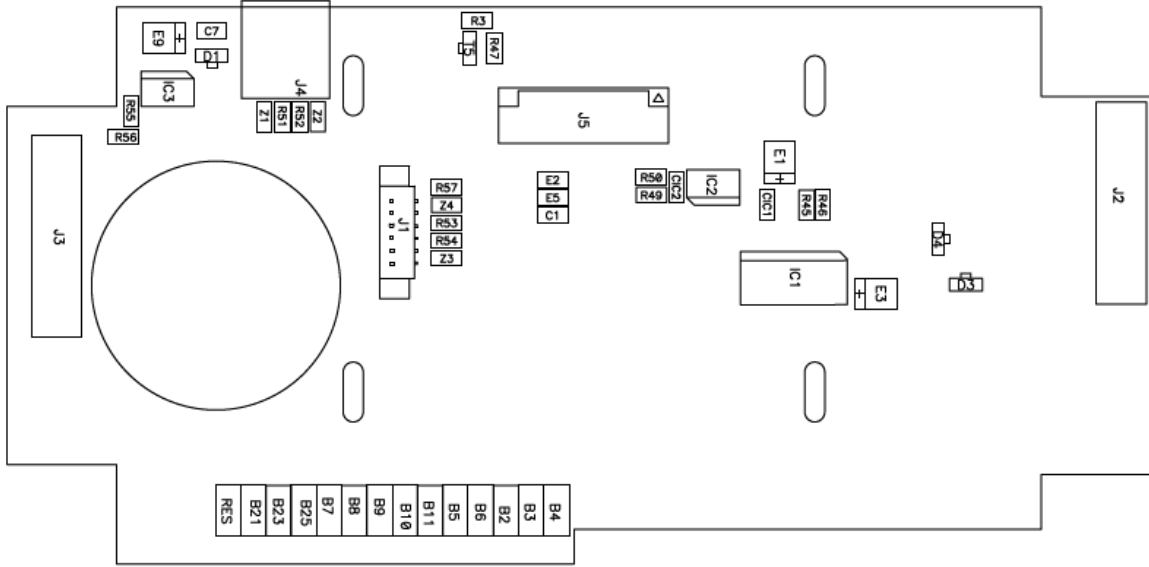 R3
E9
C7
T5
R47
D1
IC3
J4
R55
Z1
R51
R52
Z2
J5
R56
E1
R57
E2
R50
CIC2
IC2
Z4
E5
R49
CIC1
R45
R46
J2
J3
J1
R53
C1
R54
D4
Z3
IC1
D3
E3
RES
B21
B23
B25
B7
B8
B9
B10
B11
B5
B6
B2
B3
B4